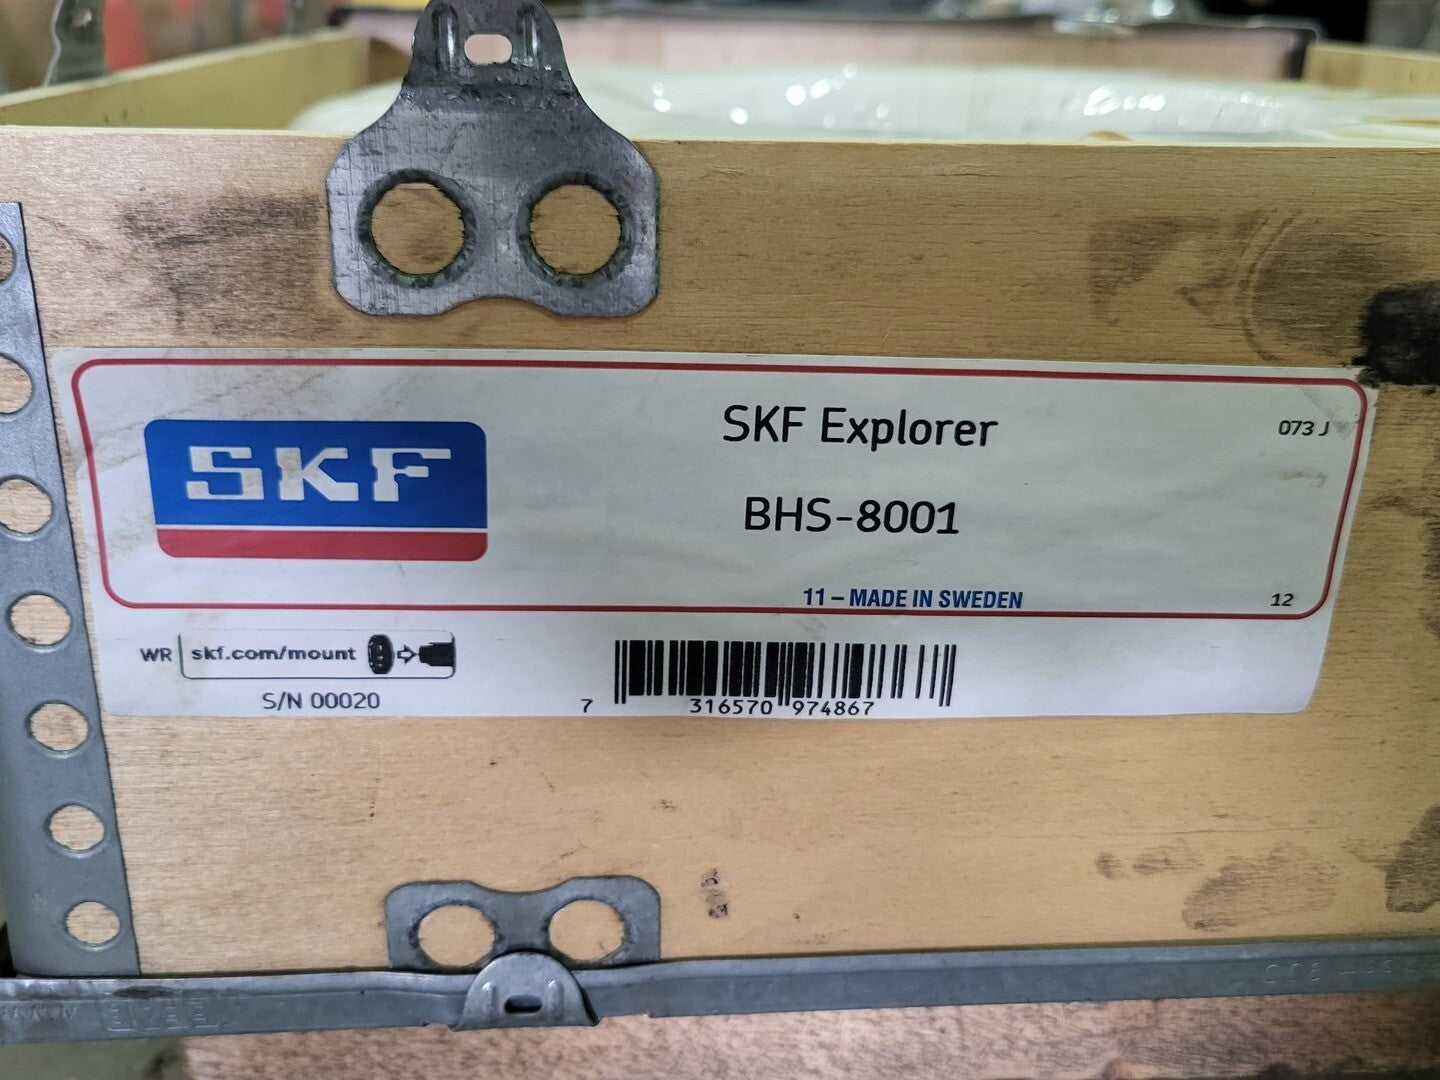 SKF
SKF Explorer
073 J
BHS-8001
11 – MADE IN SWEDEN
12
WR
skf.com/mount
S/N 00020
7 316570 974867